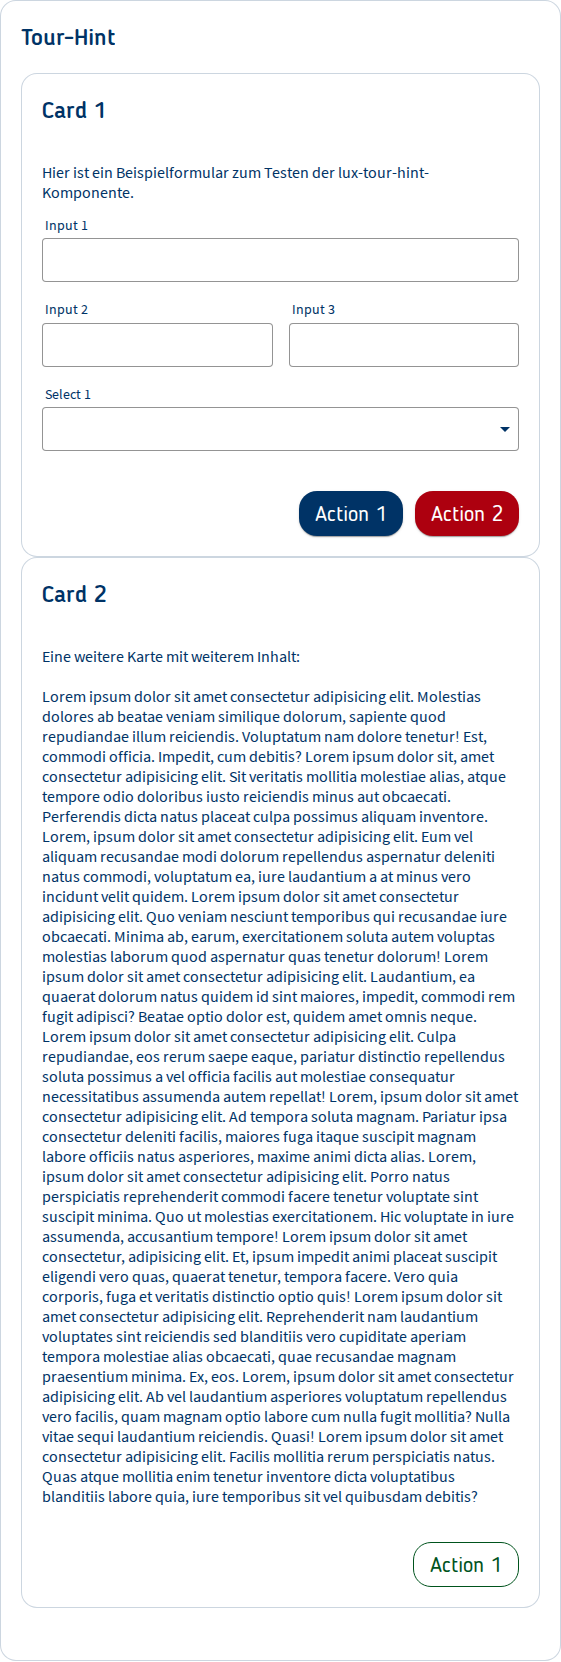 Tour-Hint
Card 1
Hier ist ein Beispielformular zum Testen der lux-tour-hint-
Komponente.
Input 1
Input 2
Input 3
Select 1
Action 1
Action 2
Card 2
Eine weitere Karte mit weiterem Inhalt:
Lorem ipsum dolor sit amet consectetur adipisicing elit. Molestias
dolores ab beatae veniam similique dolorum, sapiente quod
repudiandae illum reiciendis. Voluptatum nam dolore tenetur! Est,
commodi officia. Impedit, cum debitis? Lorem ipsum dolor sit, amet
consectetur adipisicing elit. Sit veritatis mollitia molestiae alias, atque
tempore odio doloribus iusto reiciendis minus aut obcaecati.
Perferendis dicta natus placeat culpa possimus aliquam inventore.
Lorem, ipsum dolor sit amet consectetur adipisicing elit. Eum vel
aliquam recusandae modi dolorum repellendus aspernatur deleniti
natus commodi, voluptatum ea, iure laudantium a at minus vero
incidunt velit quidem. Lorem ipsum dolor sit amet consectetur
adipisicing elit. Quo veniam nesciunt temporibus qui recusandae iure
obcaecati. Minima ab, earum, exercitationem soluta autem voluptas
molestias laborum quod aspernatur quas tenetur dolorum! Lorem
ipsum dolor sit amet consectetur adipisicing elit. Laudantium, ea
quaerat dolorum natus quidem id sint maiores, impedit, commodi rem
fugit adipisci? Beatae optio dolor est, quidem amet omnis neque.
Lorem ipsum dolor sit amet consectetur adipisicing elit. Culpa
repudiandae, eos rerum saepe eaque, pariatur distinctio repellendus
soluta possimus a vel officia facilis aut molestiae consequatur
necessitatibus assumenda autem repellat! Lorem, ipsum dolor sit amet
consectetur adipisicing elit. Ad tempora soluta magnam. Pariatur ipsa
consectetur deleniti facilis, maiores fuga itaque suscipit magnam
labore officiis natus asperiores, maxime animi dicta alias. Lorem,
ipsum dolor sit amet consectetur adipisicing elit. Porro natus
perspiciatis reprehenderit commodi facere tenetur voluptate sint
suscipit minima. Quo ut molestias exercitationem. Hic voluptate in iure
assumenda, accusantium tempore! Lorem ipsum dolor sit amet
consectetur, adipisicing elit. Et, ipsum impedit animi placeat suscipit
eligendi vero quas, quaerat tenetur, tempora facere. Vero quia
corporis, fuga et veritatis distinctio optio quis! Lorem ipsum dolor sit
amet consectetur adipisicing elit. Reprehenderit nam laudantium
voluptates sint reiciendis sed blanditiis vero cupiditate aperiam
tempora molestiae alias obcaecati, quae recusandae magnam
praesentium minima. Ex, eos. Lorem, ipsum dolor sit amet consectetur
adipisicing elit. Ab vel laudantium asperiores voluptatum repellendus
vero facilis, quam magnam optio labore cum nulla fugit mollitia? Nulla
vitae sequi laudantium reiciendis. Quasi! Lorem ipsum dolor sit amet
consectetur adipisicing elit. Facilis mollitia rerum perspiciatis natus.
Quas atque mollitia enim tenetur inventore dicta voluptatibus
blanditiis labore quia, iure temporibus sit vel quibusdam debitis?
Action 1